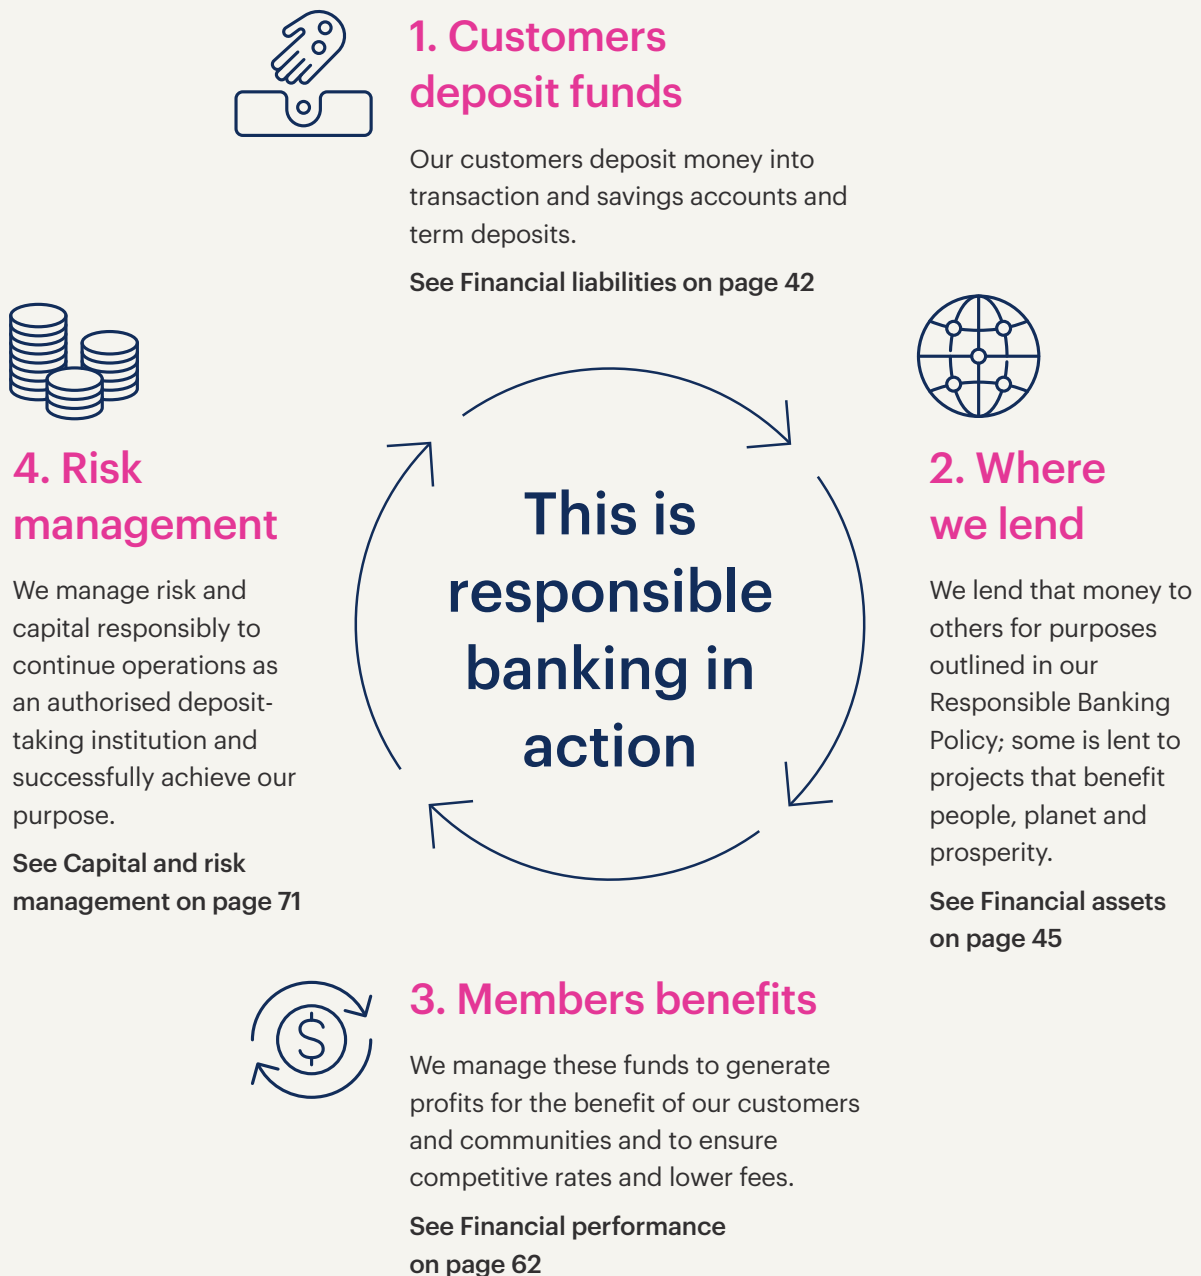 1. Customers
deposit funds
Our customers deposit money into
transaction and savings accounts and
term deposits.
See Financial liabilities on page 42
This is
responsible
banking in
action
2. Where
we lend
We lend that money to
others for purposes
outlined in our
Responsible Banking
Policy; some is lent to
projects that benefit
people, planet and
prosperity.
See Financial assets
on page 45
3. Members benefits
We manage these funds to generate
profits for the benefit of our customers
and communities and to ensure
competitive rates and lower fees.
See Financial performance
on page 62
4. Risk
management
We manage risk and
capital responsibly to
continue operations as
an authorised deposit-
taking institution and
successfully achieve our
purpose.
See Capital and risk
management on page 71
$